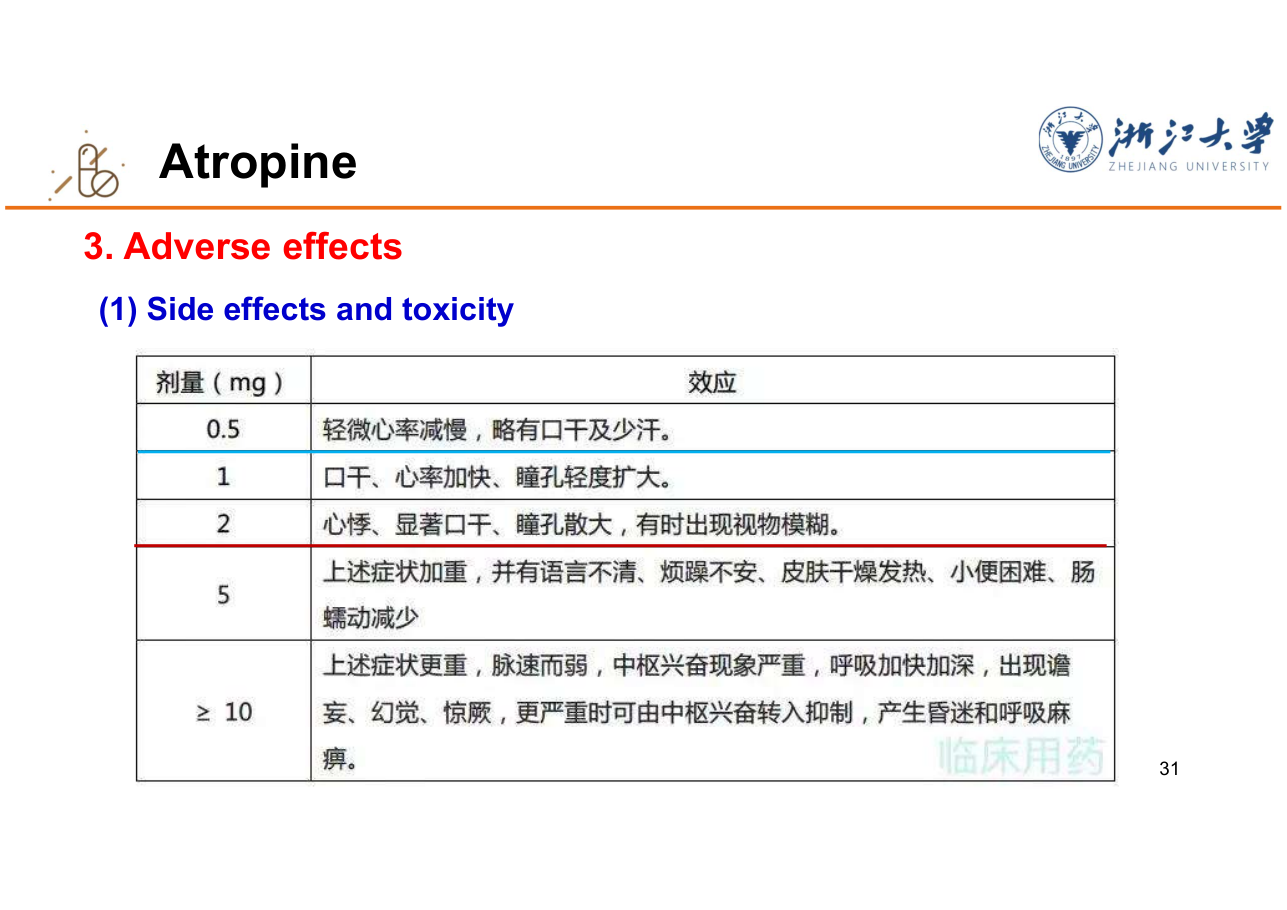 Atropine
浙江大学
ZHEJIANG UNIVERSITY
浙江大学
1897
ZHEJIANG UNIVERSITY
3. Adverse effects
(1) Side effects and toxicity
剂量（mg） 效应
0.5 轻微心率减慢，略有口干及少汗。
1 口干、心率加快、瞳孔轻度扩大。
2 心悸、显著口干、瞳孔散大，有时出现视物模糊。
5 上述症状加重，并有语言不清、烦躁不安、皮肤干燥发热、小便困难、肠
蠕动减少
≥ 10 上述症状更重，脉速而弱，中枢兴奋现象严重，呼吸加快加深，出现谵
妄、幻觉、惊厥，更严重时可由中枢兴奋转入抑制，产生昏迷和呼吸麻
痹。
临床用药
31